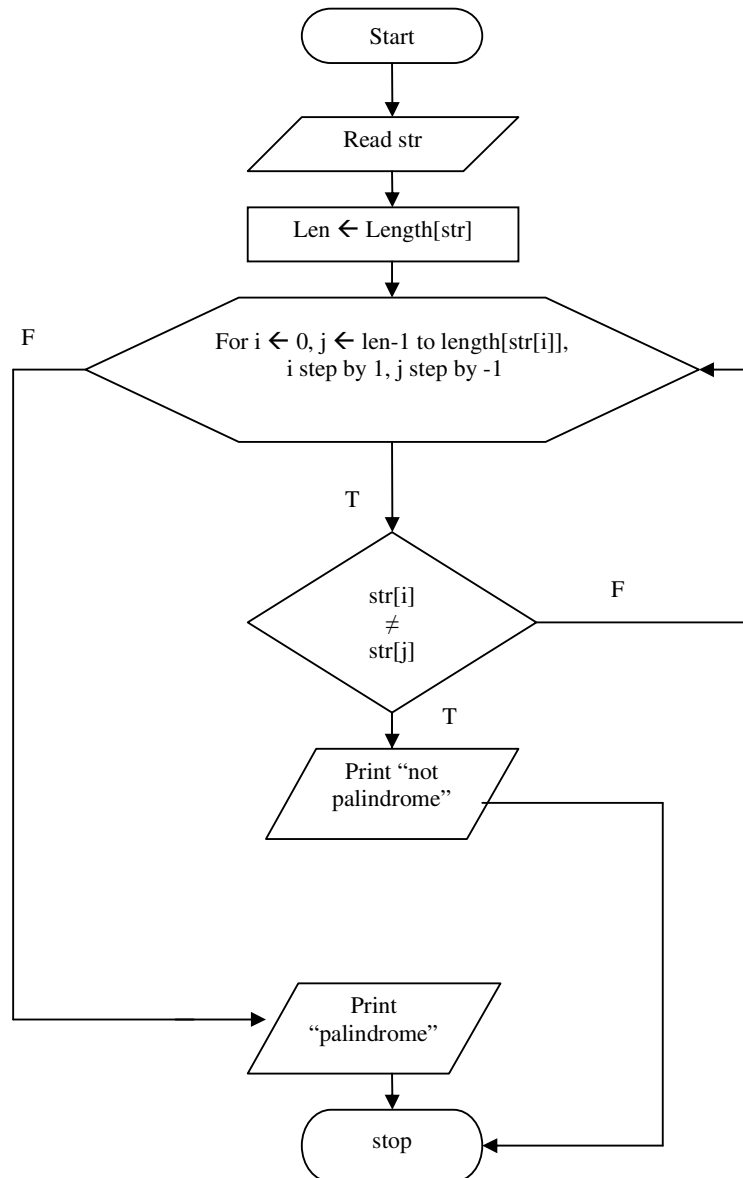 Start
Read str
Len ← Length[str]
F
For i ← 0, j ← len-1 to length[str[i]],
i step by 1, j step by -1
T
str[i]
≠
str[j]
F
T
Print “not
palindrome”
Print
“palindrome”
stop